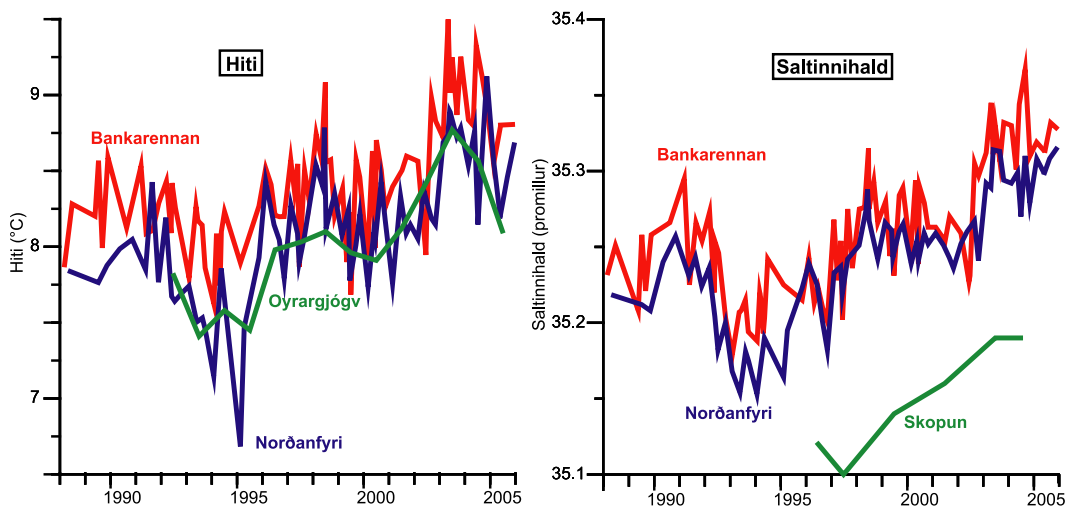 Hiti
Hiti (°C)
9
8
7
1990
1995
2000
2005
Bankarennan
Oyrargjógv
Norðanfyri
Saltinnihald
Saltinnihald (promillur)
35.4
35.3
35.2
35.1
1990
1995
2000
2005
Bankarennan
Norðanfyri
Skopun